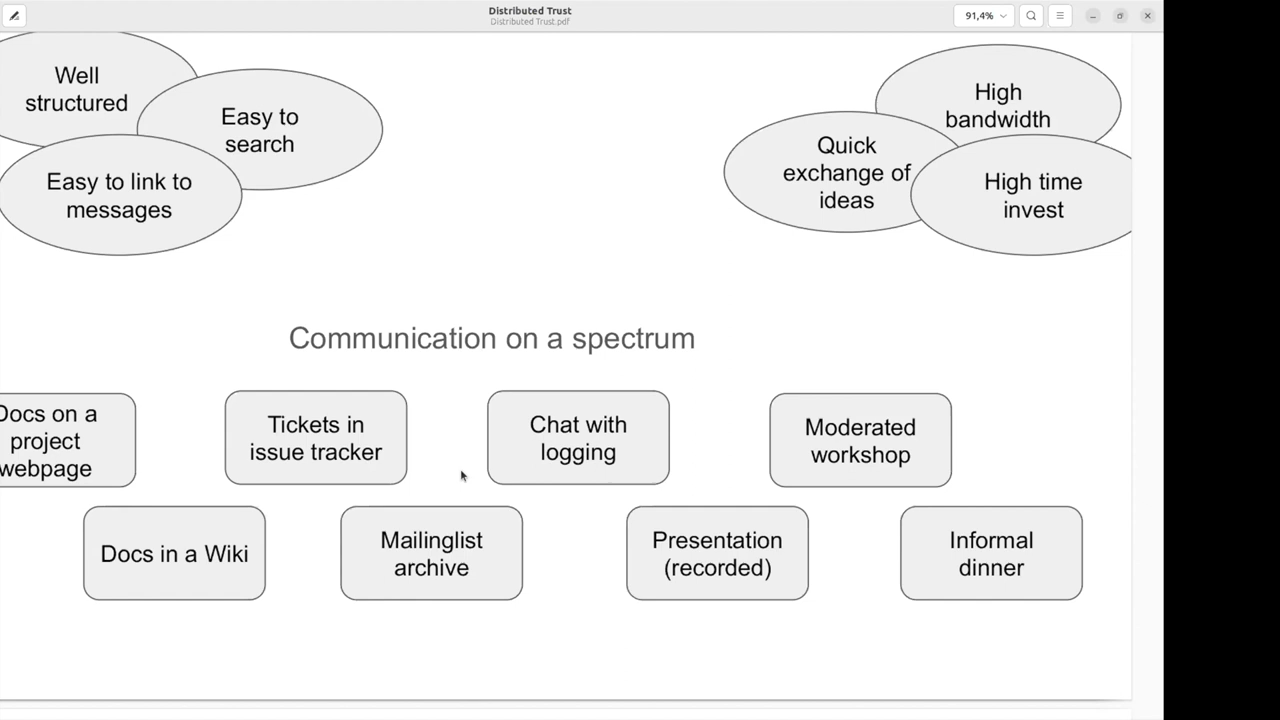 Distributed Trust
Distributed Trust.pdf
91,4%
Well
structured
Easy to
search
Easy to link to
messages
High
bandwidth
Quick
exchange of
ideas
High time
invest
Communication on a spectrum
Docs on a
project
webpage
Tickets in
issue tracker
Chat with
logging
Moderated
workshop
Docs in a Wiki
Mailinglist
archive
Presentation
(recorded)
Informal
dinner